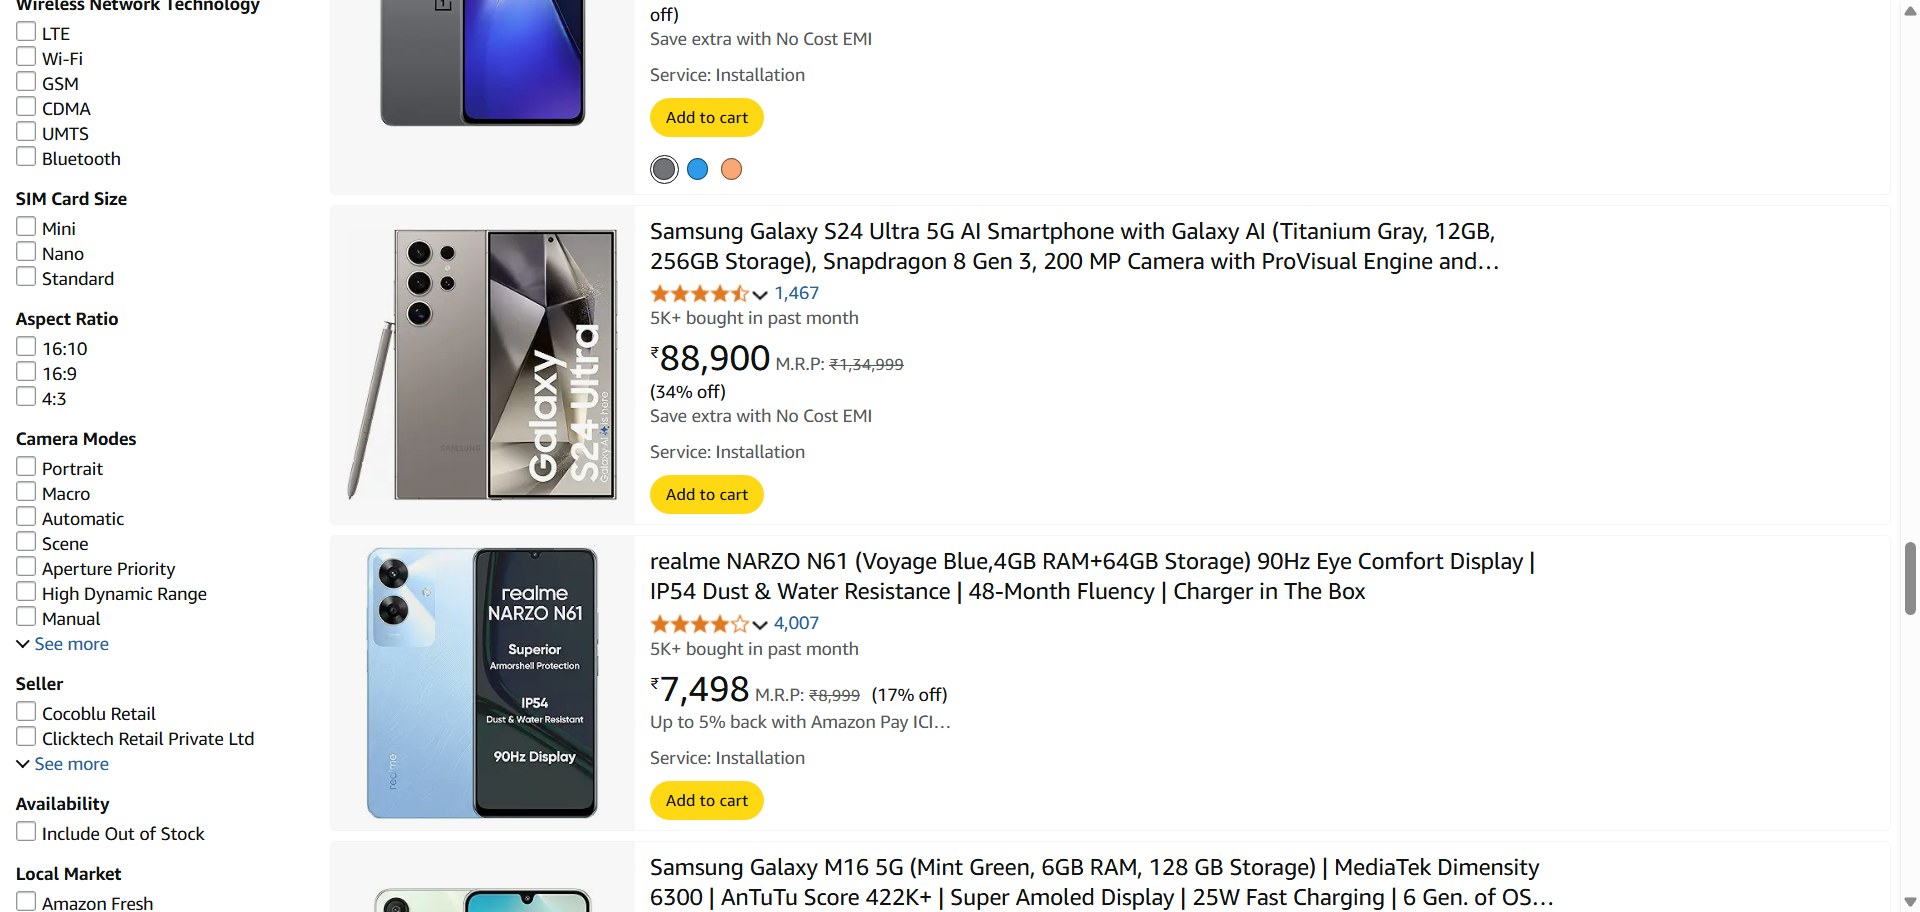 Wireless Network Technology
LTE
Wi-Fi
GSM
CDMA
UMTS
Bluetooth
SIM Card Size
Mini
Nano
Standard
Aspect Ratio
16:10
16:9
4:3
Camera Modes
Portrait
Macro
Automatic
Scene
Aperture Priority
High Dynamic Range
Manual
See more
Seller
Cocoblu Retail
Clicktech Retail Private Ltd
See more
Availability
Include Out of Stock
Local Market
Amazon Fresh
off)
Save extra with No Cost EMI
Service: Installation
Add to cart
SAMSUNG
Galaxy
S24 Ultra
Galaxy AI is here
Samsung Galaxy S24 Ultra 5G AI Smartphone with Galaxy AI (Titanium Gray, 12GB,
256GB Storage), Snapdragon 8 Gen 3, 200 MP Camera with ProVisual Engine and...
1,467
5K+ bought in past month
₹88,900 M.R.P: ₹1,34,999
(34% off)
Save extra with No Cost EMI
Service: Installation
Add to cart
realme
realme
NARZO N61
Superior
Armorshell Protection
IP54
Dust & Water Resistant
90Hz Display
realme NARZO N61 (Voyage Blue,4GB RAM+64GB Storage) 90Hz Eye Comfort Display |
IP54 Dust & Water Resistance | 48-Month Fluency | Charger in The Box
4,007
5K+ bought in past month
₹7,498 M.R.P: ₹8,999 (17% off)
Up to 5% back with Amazon Pay ICI...
Service: Installation
Add to cart
Samsung Galaxy M16 5G (Mint Green, 6GB RAM, 128 GB Storage) | MediaTek Dimensity
6300 | AnTuTu Score 422K+ | Super Amoled Display | 25W Fast Charging | 6 Gen. of OS...